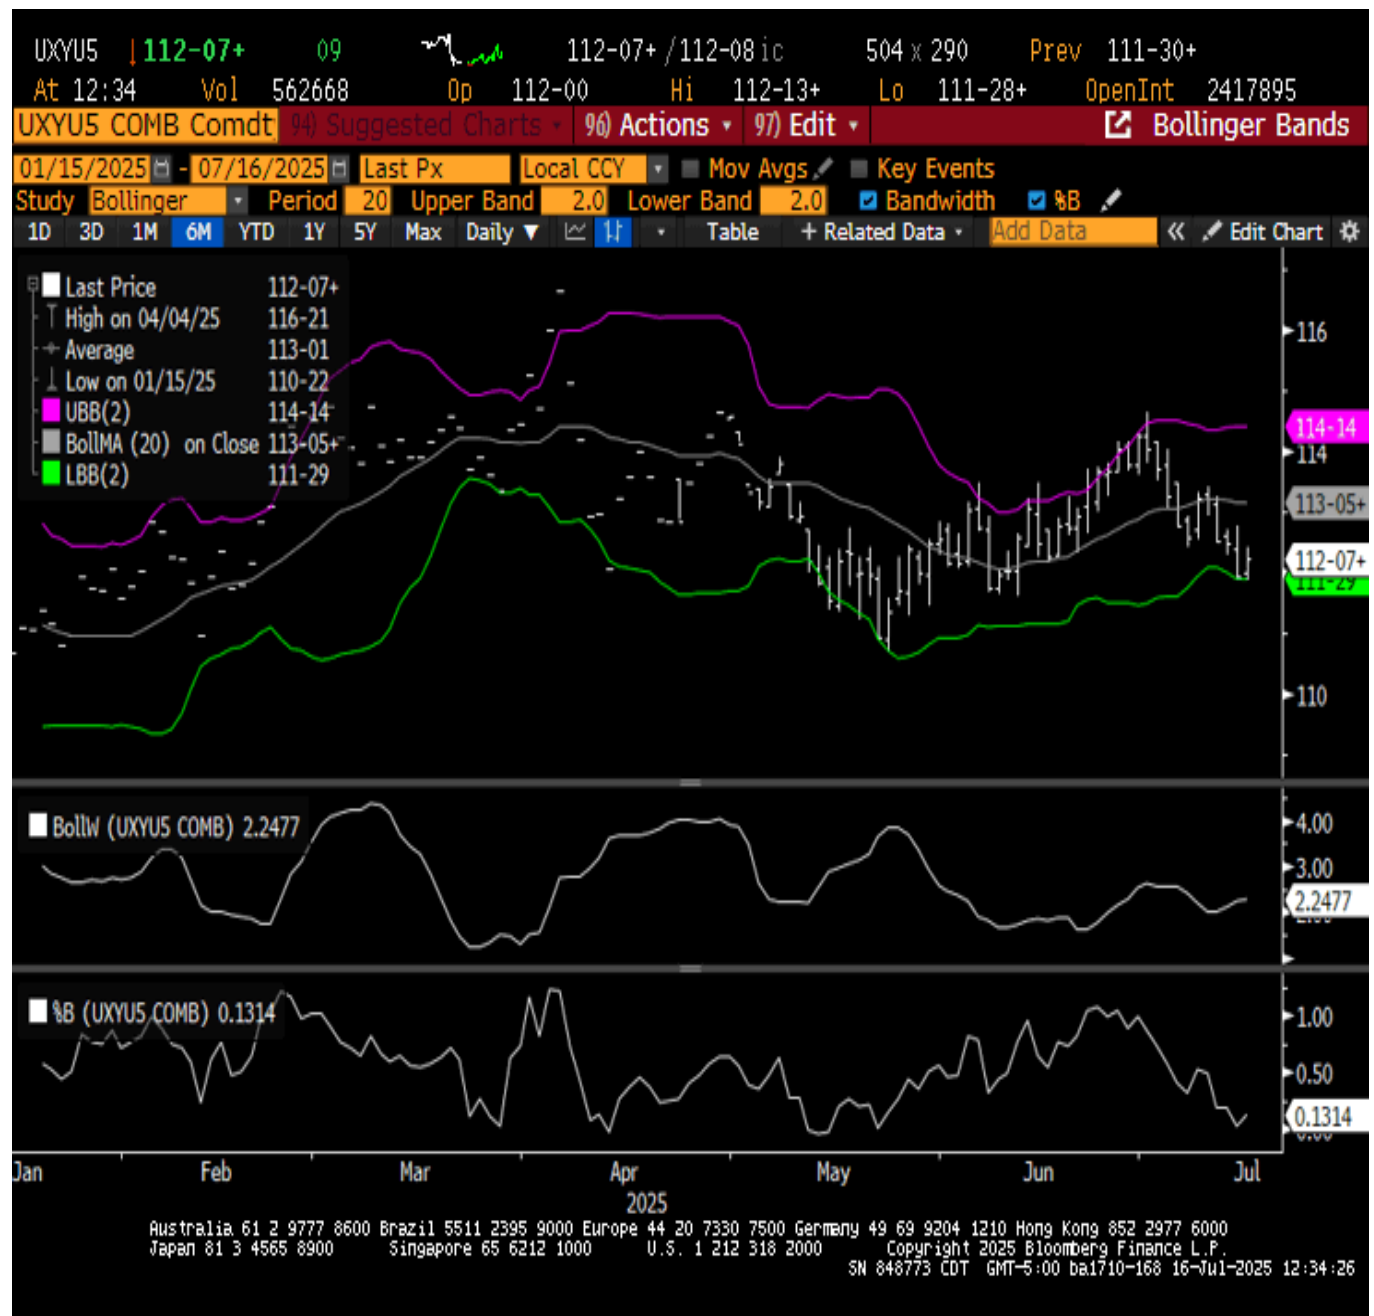 UXYU5 ↓112-07+ 09 112-07+ /112-08 ic 504 x 290 Prev 111-30+
At 12:34 Vol 562668 Op 112-00 Hi 112-13+ Lo 111-28+ OpenInt 2417895
UXYU5 COMB Comdt 94) Suggested Charts 96) Actions 97) Edit Bollinger Bands
01/15/2025 - 07/16/2025 Last Px Local CCY Mov Avgs Key Events
Study Bollinger Period 20 Upper Band 2.0 Lower Band 2.0 Bandwidth %B
1D 3D 1M 6M YTD 1Y 5Y Max Daily ▼ Table + Related Data Add Data « Edit Chart
Last Price 112-07+
High on 04/04/25 116-21
Average 113-01
Low on 01/15/25 110-22
UBB(2) 114-14
BollMA (20) on Close 113-05+
LBB(2) 111-29
116
114-14
114
113-05+
112-07+
111-29
110
BollW (UXYU5 COMB) 2.2477
4.00
3.00
2.2477
2.00
%B (UXYU5 COMB) 0.1314
1.00
0.50
0.1314
0.00
Jan Feb Mar Apr May Jun Jul
2025
Australia 61 2 9777 8600 Brazil 5511 2395 9000 Europe 44 20 7330 7500 Germany 49 69 9204 1210 Hong Kong 852 2977 6000
Japan 81 3 4565 8900 Singapore 65 6212 1000 U.S. 1 212 318 2000 Copyright 2025 Bloomberg Finance L.P.
SN 848773 CDT GMT-5:00 ba1710-168 16-Jul-2025 12:34:26